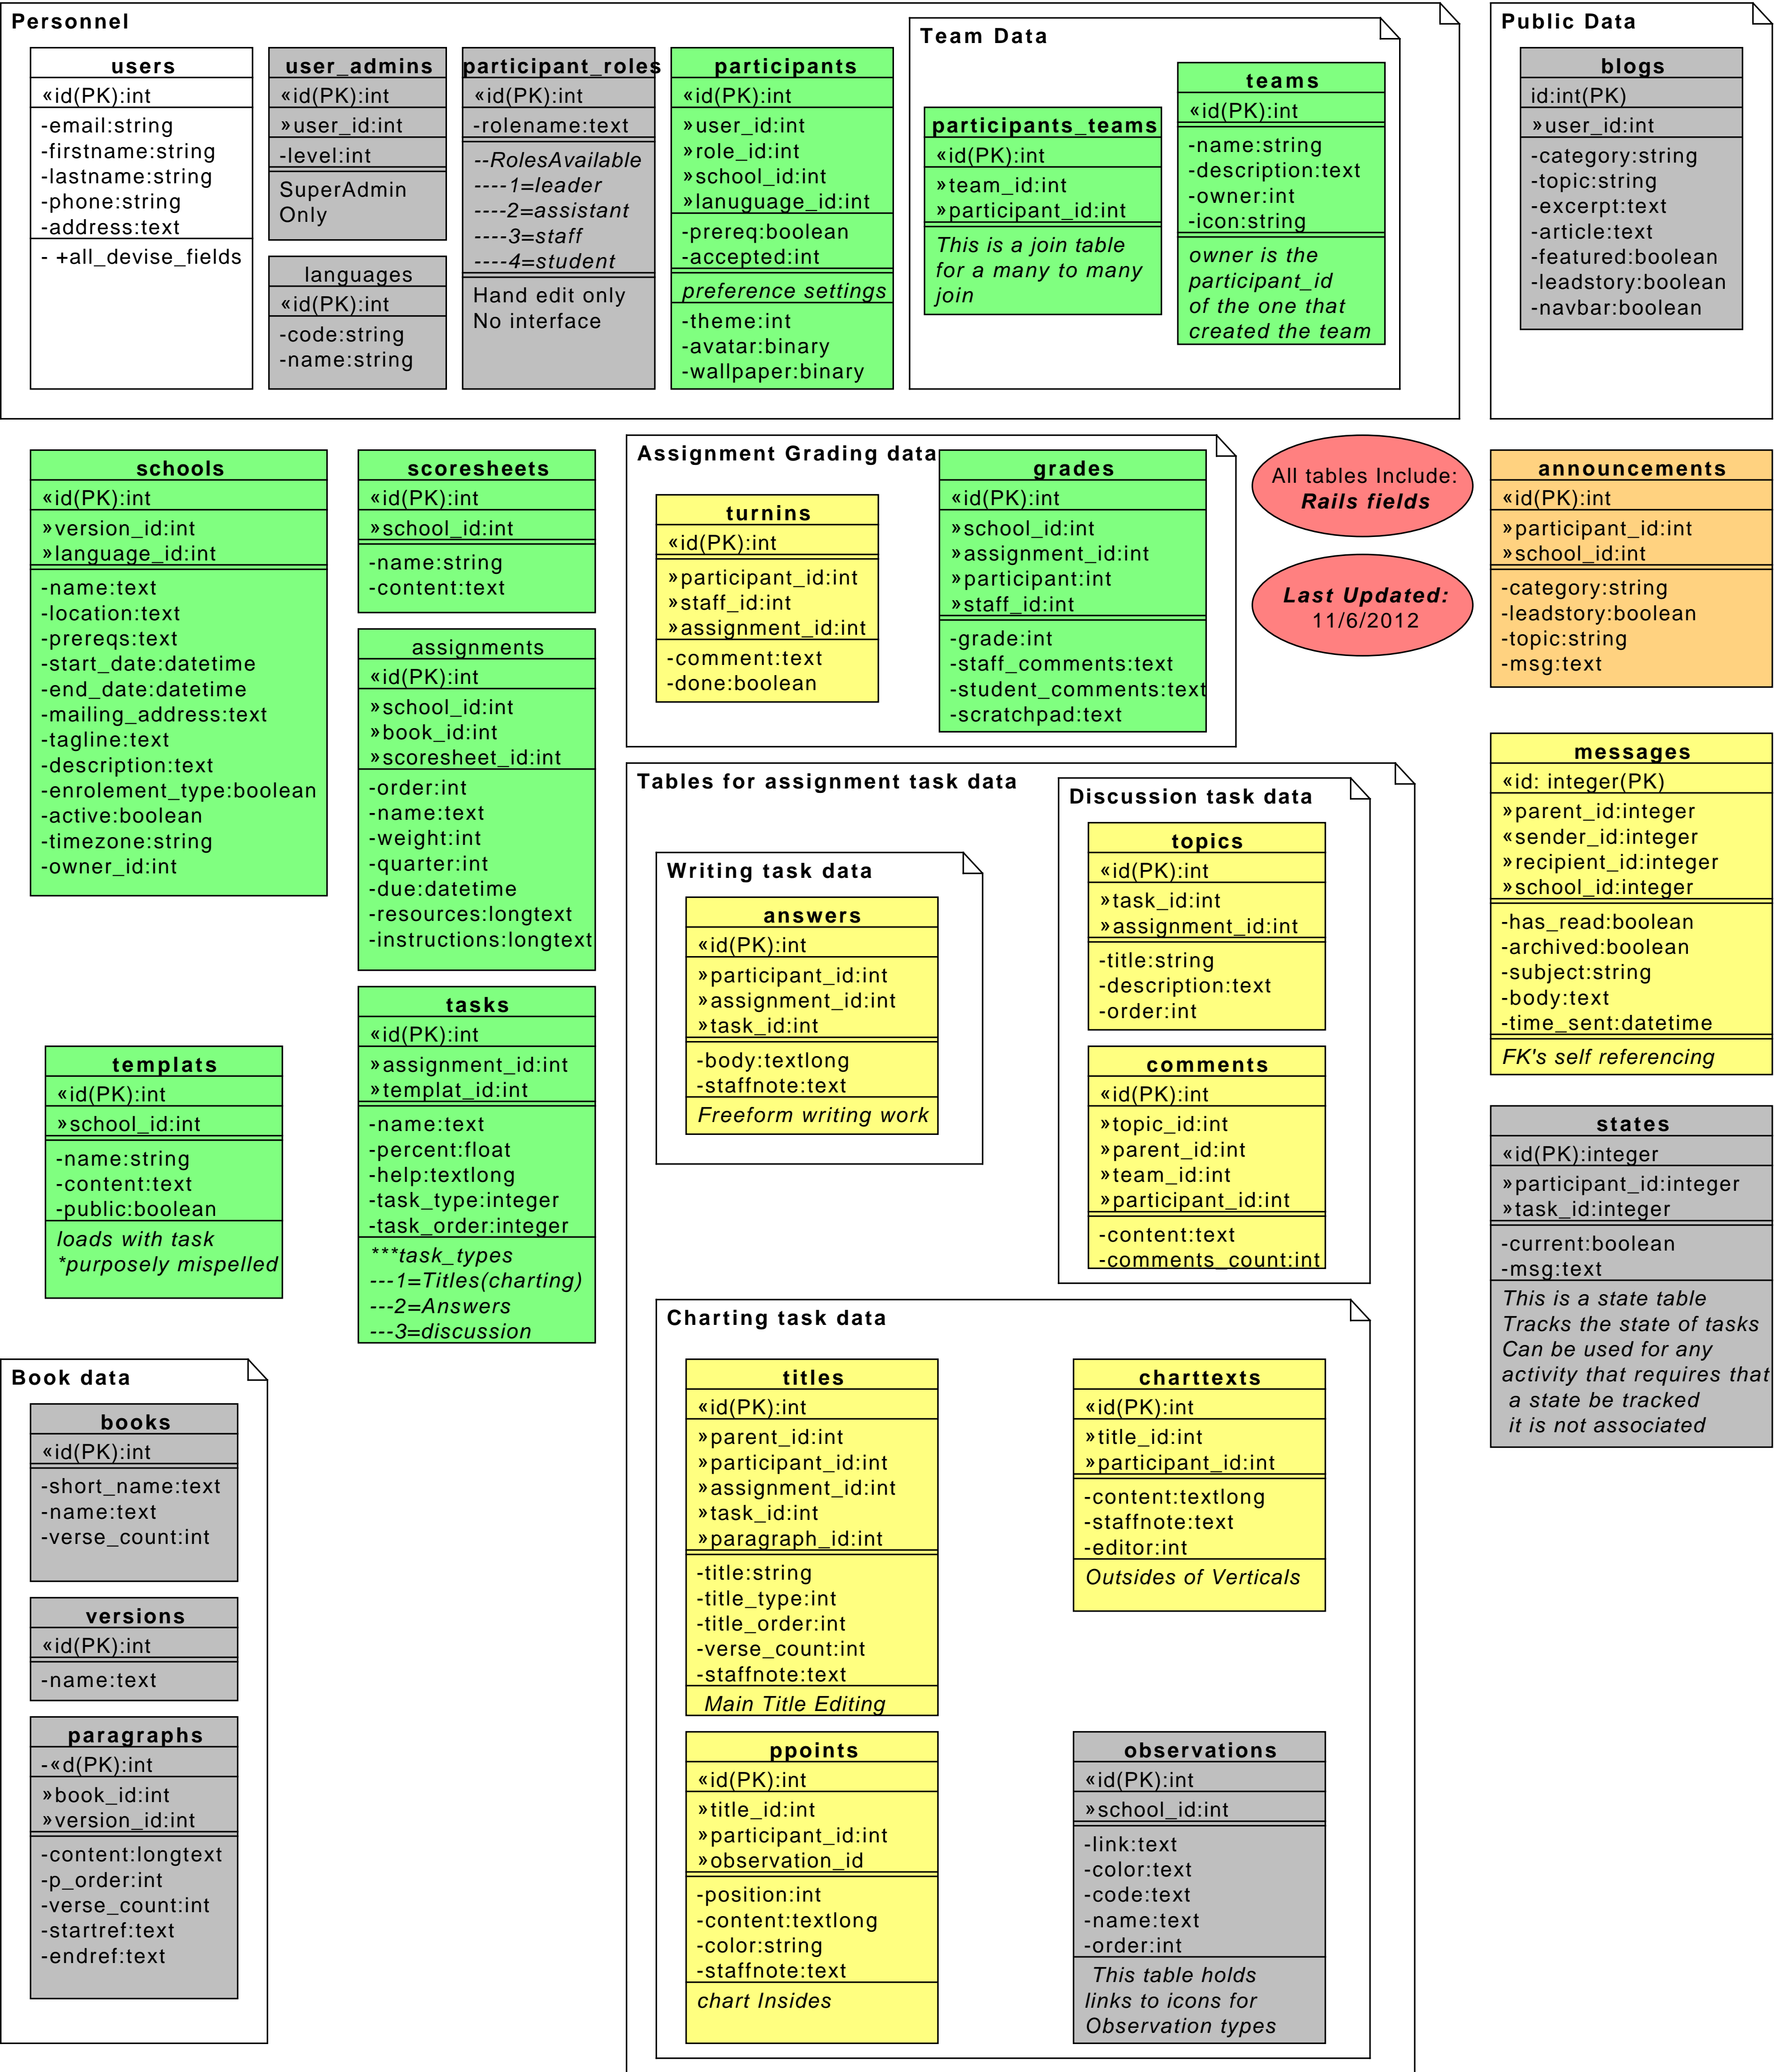 Personnel
users
«id(PK):int
-email:string
-firstname:string
-lastname:string
-phone:string
-address:text
- +all_devise_fields
user_admins
«id(PK):int
»user_id:int
-level:int
SuperAdmin
Only
languages
«id(PK):int
-code:string
-name:string
participant_roles
«id(PK):int
-rolename:text
--RolesAvailable
----1=leader
----2=assistant
----3=staff
----4=student
Hand edit only
No interface
participants
«id(PK):int
»user_id:int
»role_id:int
»school_id:int
»lanuguage_id:int
-prereq:boolean
-accepted:int
preference settings
-theme:int
-avatar:binary
-wallpaper:binary
Team Data
participants_teams
«id(PK):int
»team_id:int
»participant_id:int
This is a join table
for a many to many
join
teams
«id(PK):int
-name:string
-description:text
-owner:int
-icon:string
owner is the
participant_id
of the one that
created the team
Public Data
blogs
id:int(PK)
»user_id:int
-category:string
-topic:string
-excerpt:text
-article:text
-featured:boolean
-leadstory:boolean
-navbar:boolean
schools
«id(PK):int
»version_id:int
»language_id:int
-name:text
-location:text
-prereqs:text
-start_date:datetime
-end_date:datetime
-mailing_address:text
-tagline:text
-description:text
-enrolement_type:boolean
-active:boolean
-timezone:string
-owner_id:int
scoresheets
«id(PK):int
»school_id:int
-name:string
-content:text
assignments
«id(PK):int
»school_id:int
»book_id:int
»scoresheet_id:int
-order:int
-name:text
-weight:int
-quarter:int
-due:datetime
-resources:longtext
-instructions:longtext
Assignment Grading data
turnins
«id(PK):int
»participant_id:int
»staff_id:int
»assignment_id:int
-comment:text
-done:boolean
grades
«id(PK):int
»school_id:int
»assignment_id:int
»participant:int
»staff_id:int
-grade:int
-staff_comments:text
-student_comments:text
-scratchpad:text
All tables Include:
Rails fields
Last Updated:
11/6/2012
announcements
«id(PK):int
»participant_id:int
»school_id:int
-category:string
-leadstory:boolean
-topic:string
-msg:text
messages
«id: integer(PK)
»parent_id:integer
«sender_id:integer
»recipient_id:integer
»school_id:integer
-has_read:boolean
-archived:boolean
-subject:string
-body:text
-time_sent:datetime
FK's self referencing
states
«id(PK):integer
»participant_id:integer
»task_id:integer
-current:boolean
-msg:text
This is a state table
Tracks the state of tasks
Can be used for any
activity that requires that
a state be tracked
it is not associated
templats
«id(PK):int
»school_id:int
-name:string
-content:text
-public:boolean
loads with task
*purposely mispelled
tasks
«id(PK):int
»assignment_id:int
»templat_id:int
-name:text
-percent:float
-help:textlong
-task_type:integer
-task_order:integer
***task_types
---1=Titles(charting)
---2=Answers
---3=discussion
Tables for assignment task data
Writing task data
answers
«id(PK):int
»participant_id:int
»assignment_id:int
»task_id:int
-body:textlong
-staffnote:text
Freeform writing work
Discussion task data
topics
«id(PK):int
»task_id:int
»assignment_id:int
-title:string
-description:text
-order:int
comments
«id(PK):int
»topic_id:int
»parent_id:int
»team_id:int
»participant_id:int
-content:text
-comments_count:int
Charting task data
titles
«id(PK):int
»parent_id:int
»participant_id:int
»assignment_id:int
»task_id:int
»paragraph_id:int
-title:string
-title_type:int
-title_order:int
-verse_count:int
-staffnote:text
Main Title Editing
charttexts
«id(PK):int
»title_id:int
»participant_id:int
-content:textlong
-staffnote:text
-editor:int
Outsides of Verticals
ppoints
«id(PK):int
»title_id:int
»participant_id:int
»observation_id
-position:int
-content:textlong
-color:string
-staffnote:text
chart Insides
observations
«id(PK):int
»school_id:int
-link:text
-color:text
-code:text
-name:text
-order:int
This table holds
links to icons for
Observation types
Book data
books
«id(PK):int
-short_name:text
-name:text
-verse_count:int
versions
«id(PK):int
-name:text
paragraphs
-«d(PK):int
»book_id:int
»version_id:int
-content:longtext
-p_order:int
-verse_count:int
-startref:text
-endref:text